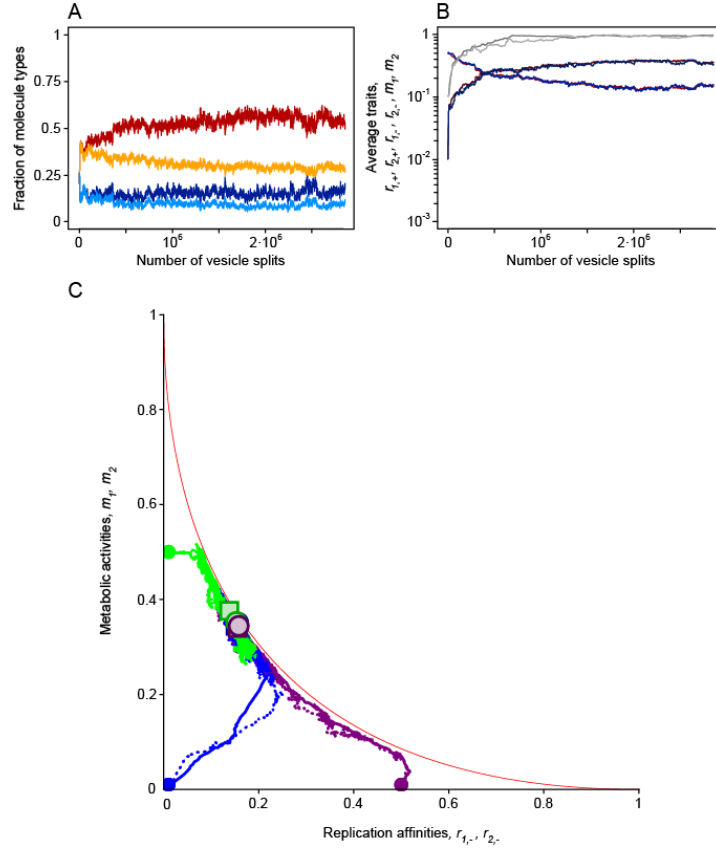 A
B
1
0.75
0.5
0.25
0
Fraction of molecule types
0
10⁶
2·10⁶
Number of vesicle splits
1
10⁻¹
10⁻²
10⁻³
Average traits,
r₁,₊, r₂,₊, r₁,₋, r₂,₋, m₁, m₂
0
10⁶
2·10⁶
Number of vesicle splits
C
1
0.8
0.6
0.4
0.2
0
Metabolic activities, m₁, m₂
0
0.2
0.4
0.6
0.8
1
Replication affinities, r₁,₋, r₂,₋